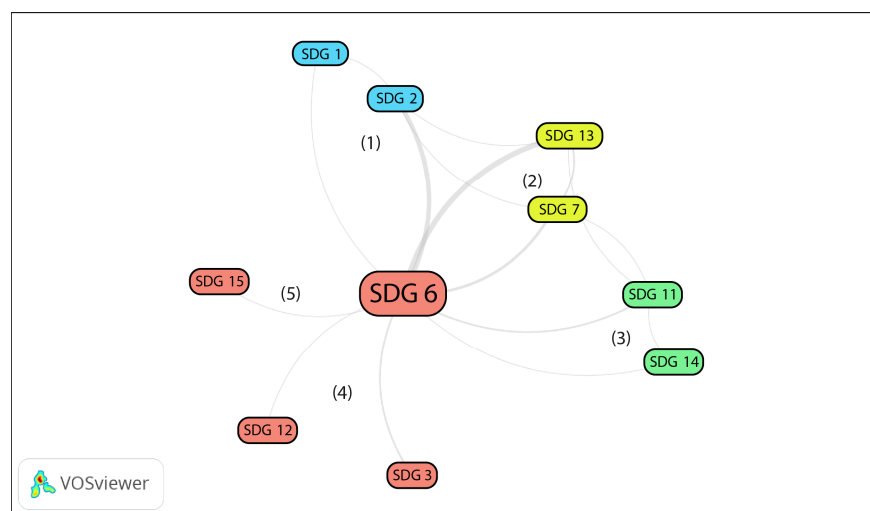 SDG 1
SDG 2
(1)
SDG 13
(2)
SDG 7
SDG 15
(5)
SDG 6
SDG 11
(3)
SDG 14
(4)
SDG 12
SDG 3
VOSviewer